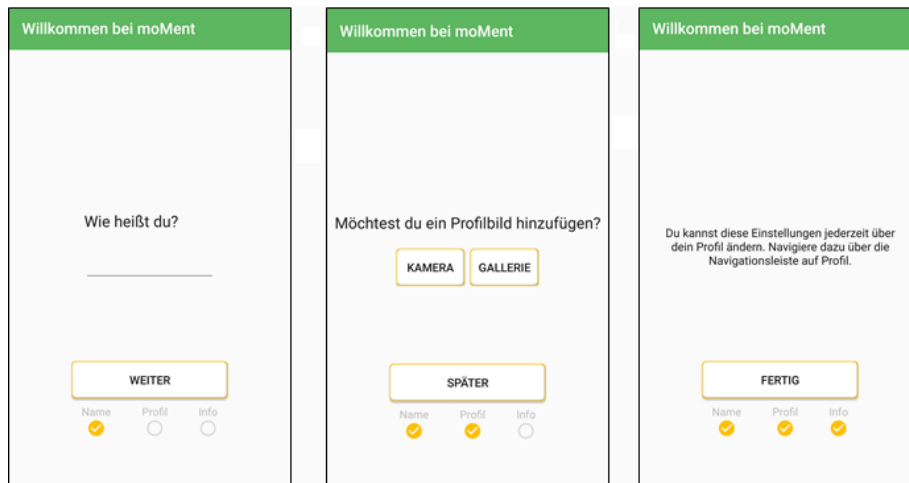 Willkommen bei moMent
Wie heißt du?
WEITER
Name Profil Info
Willkommen bei moMent
Möchtest du ein Profilbild hinzufügen?
KAMERA GALLERIE
SPÄTER
Name Profil Info
Willkommen bei moMent
Du kannst diese Einstellungen jederzeit über
dein Profil ändern. Navigiere dazu über die
Navigationsleiste auf Profil.
FERTIG
Name Profil Info